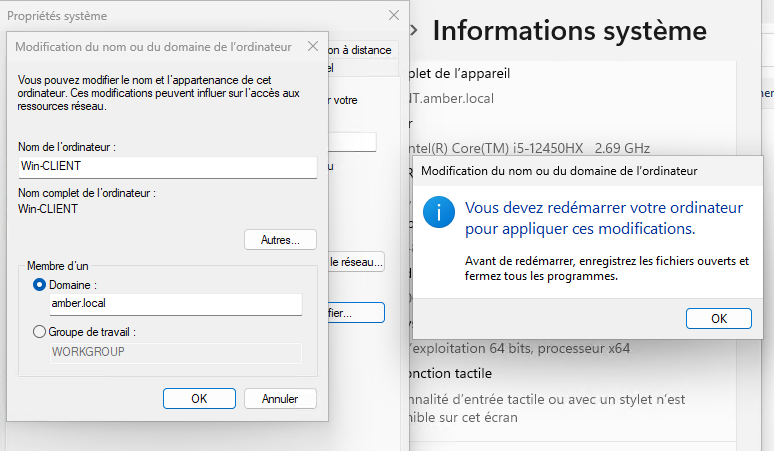 Propriétés système
Modification du nom ou du domaine de l'ordinateur
Vous pouvez modifier le nom et l'appartenance de cet
ordinateur. Ces modifications peuvent influer sur l'accès aux
ressources réseau.
Nom de l'ordinateur :
Win-CLIENT
Nom complet de l'ordinateur :
Win-CLIENT
Autres...
Membre d'un
Domaine :
amber.local
Groupe de travail :
WORKGROUP
OK
Annuler
on à distance
el
r votre
u
le réseau...
fier...
Informations système
plet de l'appareil
NT.amber.local
r
ntel(R) Core(TM) i5-12450HX 2.69 GHz
Modification du nom ou du domaine de l'ordinateur
Vous devez redémarrer votre ordinateur
pour appliquer ces modifications.
Avant de redémarrer, enregistrez les fichiers ouverts et
fermez tous les programmes.
OK
'exploitation 64 bits, processeur x64
onction tactile
nnalité d'entrée tactile ou avec un stylet n'est
nible sur cet écran